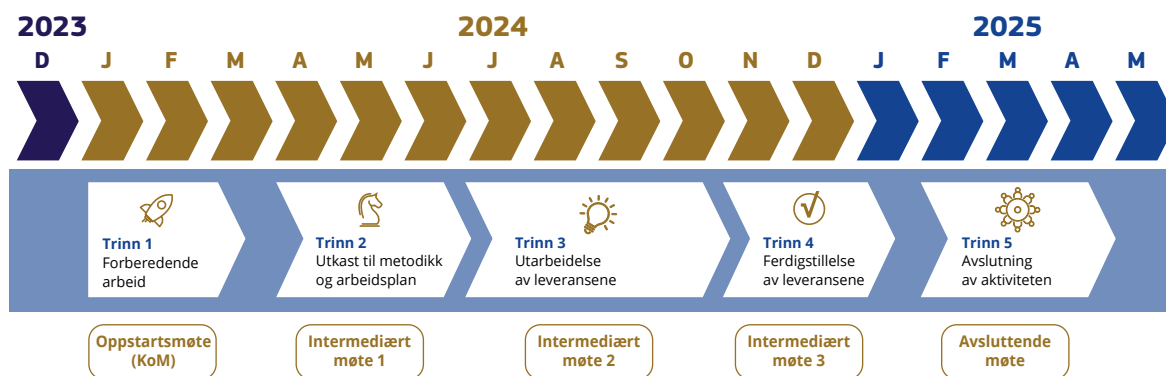 2023 2024 2025
D J F M A M J J A S O N D J F M A M
Trinn 1
Forberedende
arbeid
Trinn 2
Utkast til metodikk
og arbeidsplan
Trinn 3
Utarbeidelse
av leveransene
Trinn 4
Ferdigstillelse
av leveransene
Trinn 5
Avslutning
av aktiviteten
Oppstartsmøte
(KoM)
Intermediært
møte 1
Intermediært
møte 2
Intermediært
møte 3
Avsluttende
møte